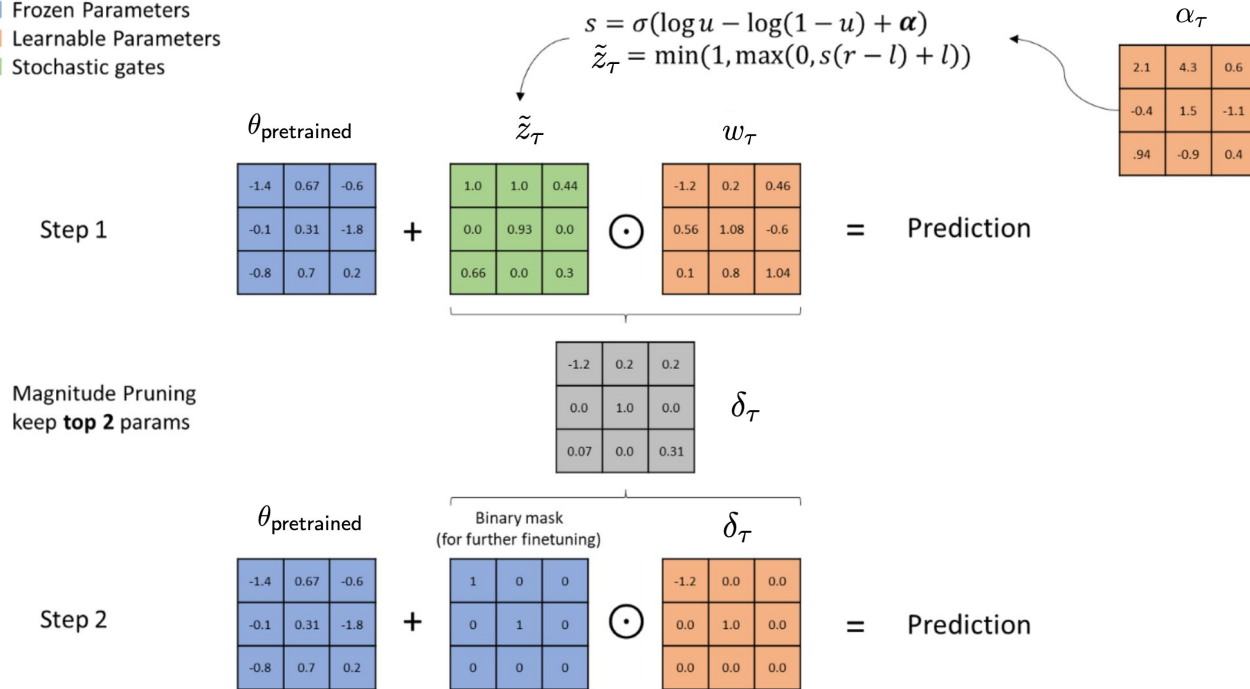 Frozen Parameters
Learnable Parameters
Stochastic gates
s = σ(log u − log(1 − u) + α)
z̃τ = min(1, max(0, s(r − l) + l))
ατ
2.1 4.3 0.6
-0.4 1.5 -1.1
.94 -0.9 0.4
θpretrained z̃τ wτ
Step 1
-1.4 0.67 -0.6
-0.1 0.31 -1.8
-0.8 0.7 0.2
+
1.0 1.0 0.44
0.0 0.93 0.0
0.66 0.0 0.3
⊙
-1.2 0.2 0.46
0.56 1.08 -0.6
0.1 0.8 1.04
= Prediction
Magnitude Pruning
keep top 2 params
-1.2 0.2 0.2
0.0 1.0 0.0
0.07 0.0 0.31
δτ
θpretrained
Binary mask
(for further finetuning)
δτ
Step 2
-1.4 0.67 -0.6
-0.1 0.31 -1.8
-0.8 0.7 0.2
+
1 0 0
0 1 0
0 0 0
⊙
-1.2 0.0 0.0
0.0 1.0 0.0
0.0 0.0 0.0
= Prediction